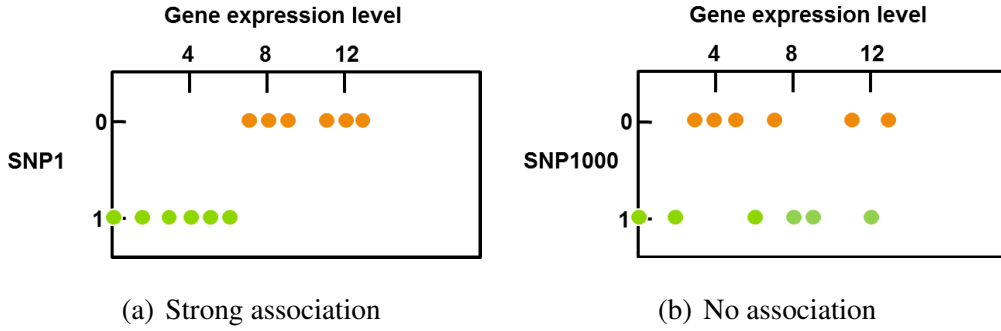 Gene expression level
4 8 12
0
SNP1
1
(a) Strong association
Gene expression level
4 8 12
0
SNP1000
1
(b) No association